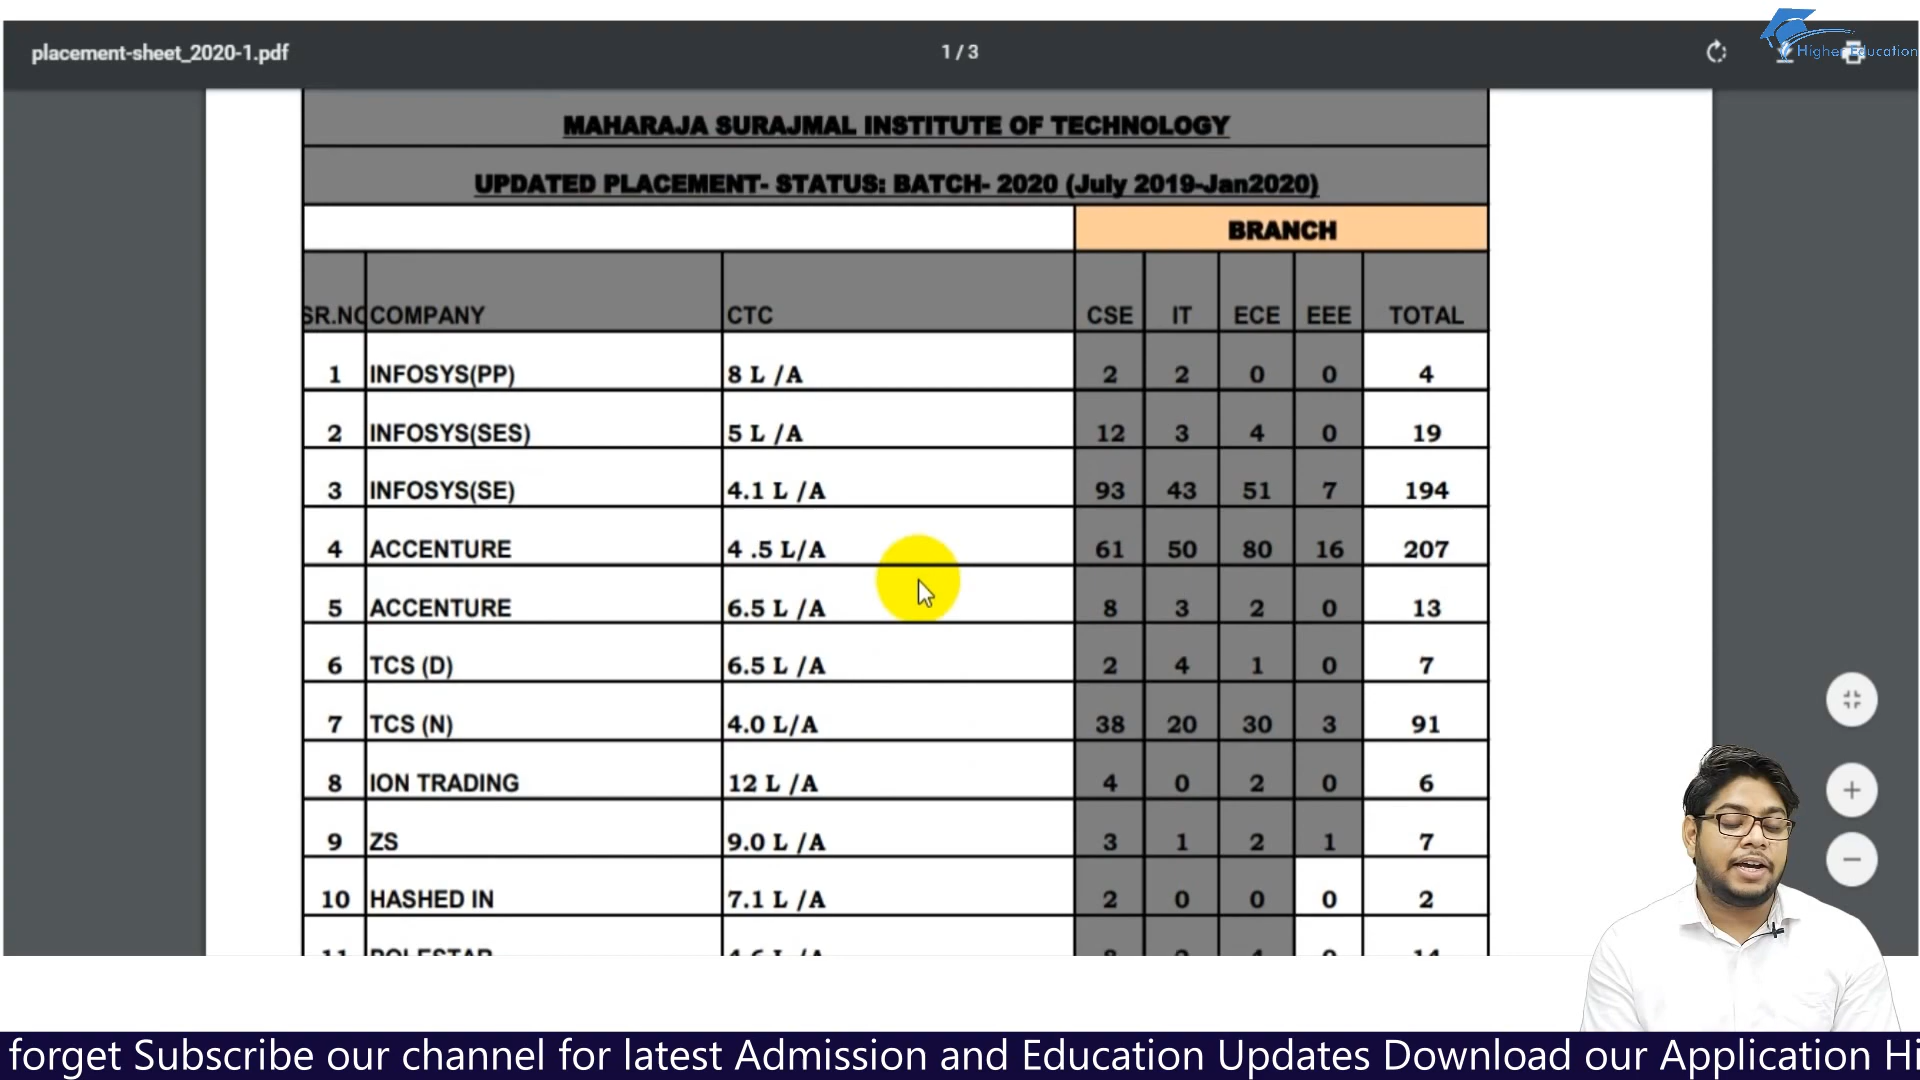 placement-sheet_2020-1.pdf
1 / 3
Higher Education
MAHARAJA SURAJMAL INSTITUTE OF TECHNOLOGY
UPDATED PLACEMENT- STATUS: BATCH- 2020 (July 2019-Jan2020)
BRANCH
SR.NO COMPANY CTC CSE IT ECE EEE TOTAL
1 INFOSYS(PP) 8 L /A 2 2 0 0 4
2 INFOSYS(SES) 5 L /A 12 3 4 0 19
3 INFOSYS(SE) 4.1 L /A 93 43 51 7 194
4 ACCENTURE 4 .5 L/A 61 50 80 16 207
5 ACCENTURE 6.5 L /A 8 3 2 0 13
6 TCS (D) 6.5 L /A 2 4 1 0 7
7 TCS (N) 4.0 L/A 38 20 30 3 91
8 ION TRADING 12 L /A 4 0 2 0 6
9 ZS 9.0 L /A 3 1 2 1 7
10 HASHED IN 7.1 L /A 2 0 0 0 2
11 POLESTAR 4.6 L /A
forget Subscribe our channel for latest Admission and Education Updates Download our Application Hi